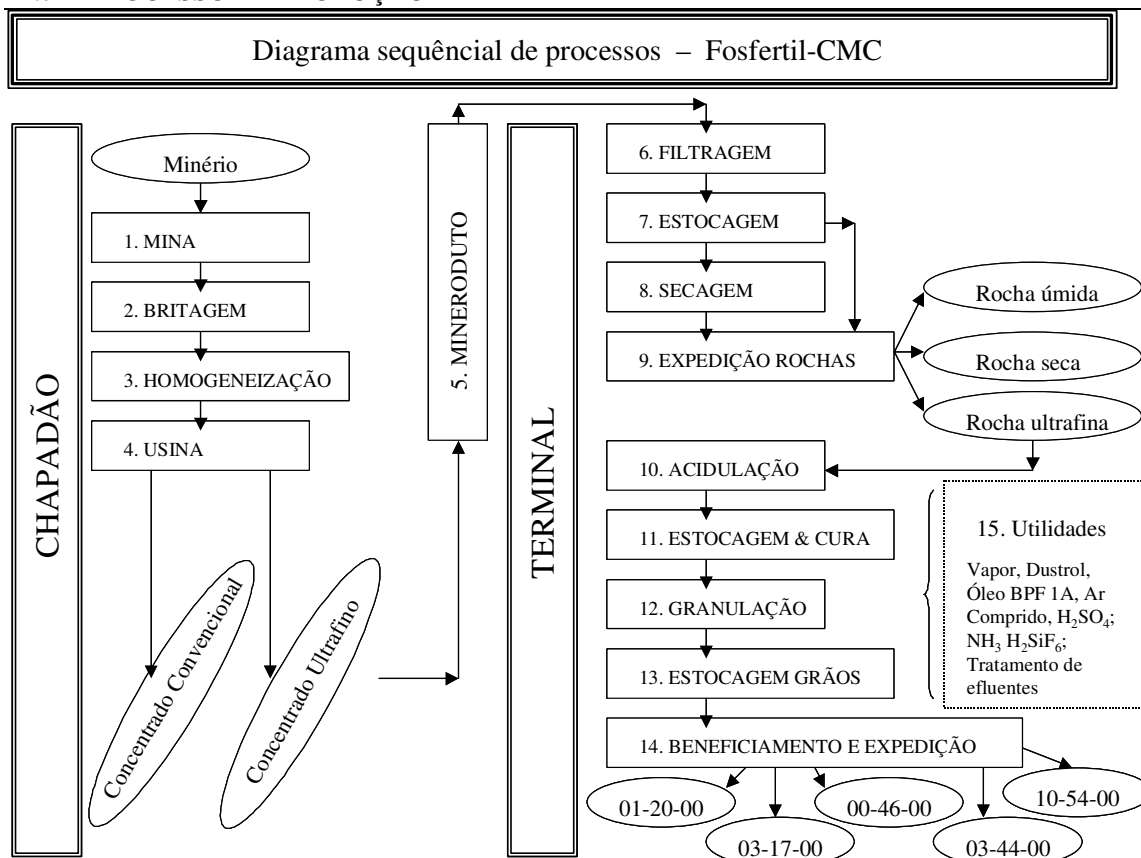 Diagrama sequêncial de processos – Fosfertil-CMC
CHAPADÃO
Minério
1. MINA
2. BRITAGEM
3. HOMOGENEIZAÇÃO
4. USINA
Concentrado Convencional
Concentrado Ultrafino
5. MINERODUTO
TERMINAL
6. FILTRAGEM
7. ESTOCAGEM
8. SECAGEM
9. EXPEDIÇÃO ROCHAS
Rocha úmida
Rocha seca
Rocha ultrafina
10. ACIDULAÇÃO
11. ESTOCAGEM & CURA
12. GRANULAÇÃO
13. ESTOCAGEM GRÃOS
14. BENEFICIAMENTO E EXPEDIÇÃO
15. Utilidades
Vapor, Dustrol,
Óleo BPF 1A, Ar
Comprido, H₂SO₄;
NH₃ H₂SiF₆;
Tratamento de
efluentes
01-20-00
03-17-00
00-46-00
03-44-00
10-54-00